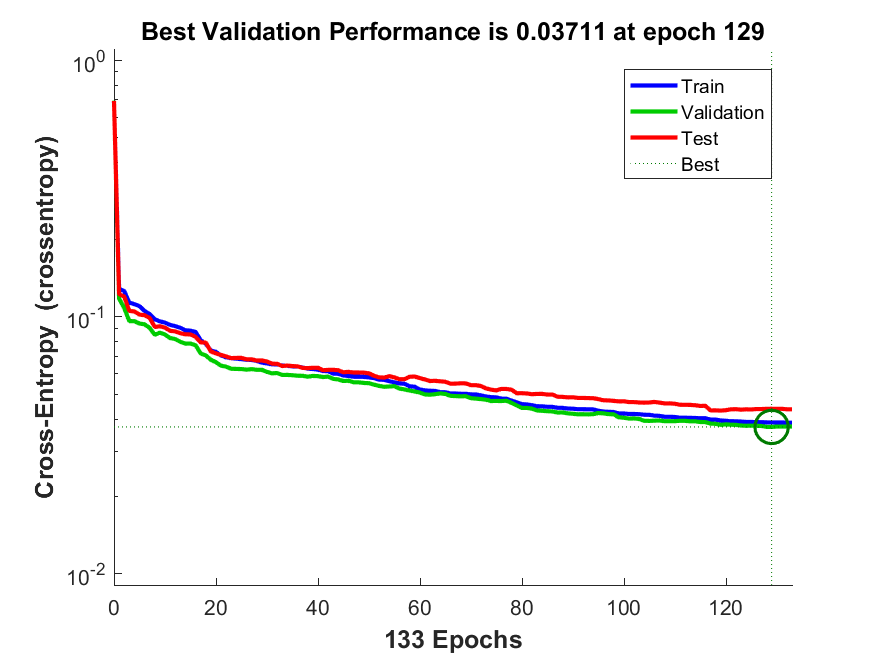 Best Validation Performance is 0.03711 at epoch 129
Train
Validation
Test
Best
Cross-Entropy  (crossentropy)
10^0
10^-1
10^-2
0 20 40 60 80 100 120
133 Epochs